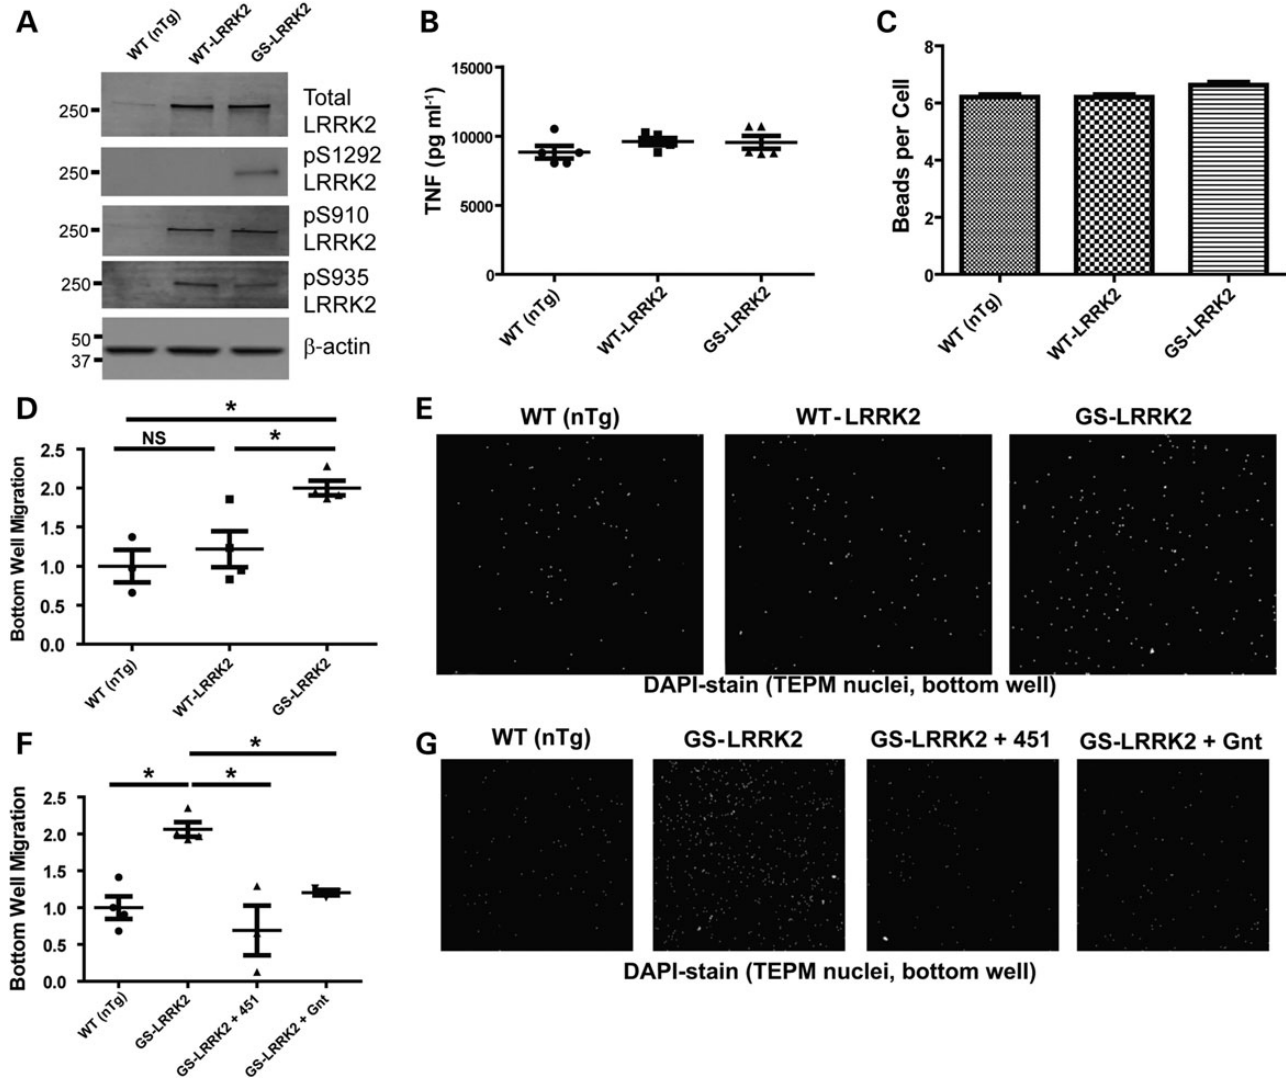 A
WT (nTg)
WT-LRRK2
GS-LRRK2
250
Total
LRRK2
250
pS1292
LRRK2
250
pS910
LRRK2
250
pS935
LRRK2
50
37
β-actin
B
TNF (pg ml-1)
15000
10000
5000
0
WT (nTg)
WT-LRRK2
GS-LRRK2
C
Beads per Cell
8
6
4
2
0
WT (nTg)
WT-LRRK2
GS-LRRK2
D
*
NS
*
Bottom Well Migration
2.5
2.0
1.5
1.0
0.5
0.0
WT (nTg)
WT-LRRK2
GS-LRRK2
E
WT (nTg)
WT-LRRK2
GS-LRRK2
DAPI-stain (TEPM nuclei, bottom well)
F
*
*
*
Bottom Well Migration
2.5
2.0
1.5
1.0
0.5
0.0
WT (nTg)
GS-LRRK2
GS-LRRK2 + 451
GS-LRRK2 + Gnt
G
WT (nTg)
GS-LRRK2
GS-LRRK2 + 451
GS-LRRK2 + Gnt
DAPI-stain (TEPM nuclei, bottom well)